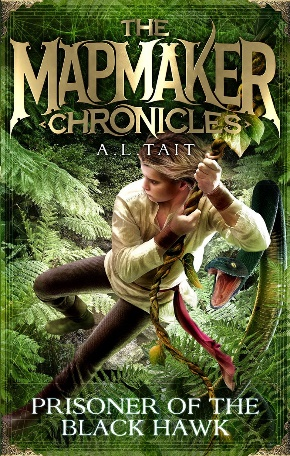 THE
MAPMAKER
CHRONICLES
A.L. TAIT
PRISONER OF THE
BLACK HAWK